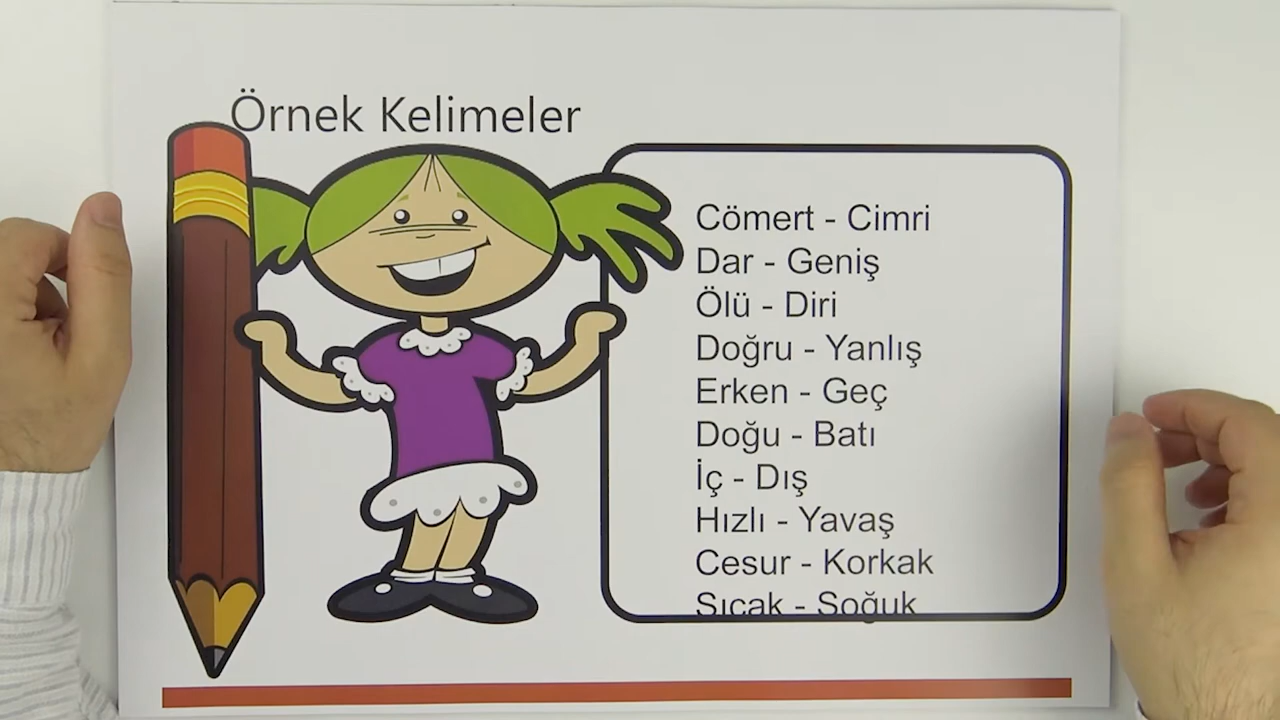 Örnek Kelimeler
Cömert - Cimri
Dar - Geniş
Ölü - Diri
Doğru - Yanlış
Erken - Geç
Doğu - Batı
İç - Dış
Hızlı - Yavaş
Cesur - Korkak
Sıcak - Soğuk